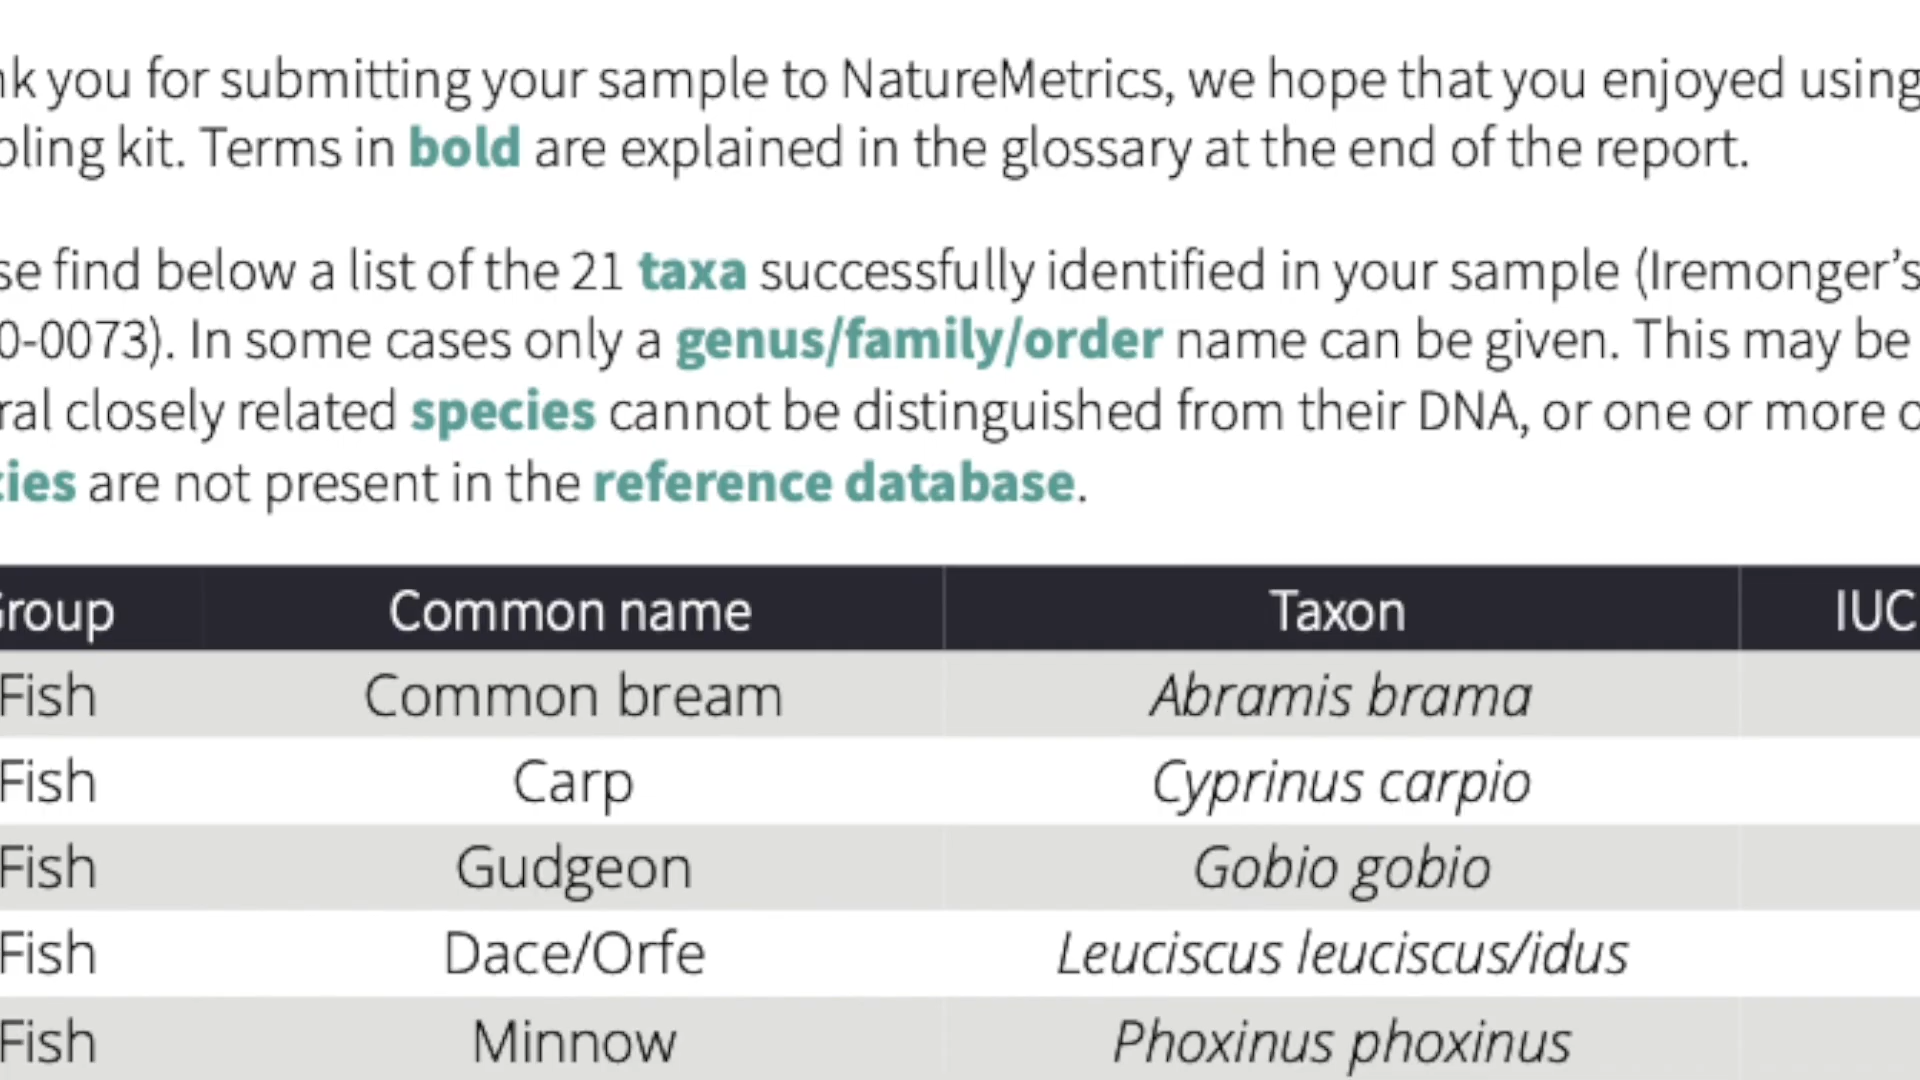 nk you for submitting your sample to NatureMetrics, we hope that you enjoyed using
pling kit. Terms in bold are explained in the glossary at the end of the report.
se find below a list of the 21 taxa successfully identified in your sample (Iremonger's
0-0073). In some cases only a genus/family/order name can be given. This may be
ral closely related species cannot be distinguished from their DNA, or one or more o
cies are not present in the reference database.
Group Common name Taxon IUC
Fish Common bream Abramis brama
Fish Carp Cyprinus carpio
Fish Gudgeon Gobio gobio
Fish Dace/Orfe Leuciscus leuciscus/idus
Fish Minnow Phoxinus phoxinus